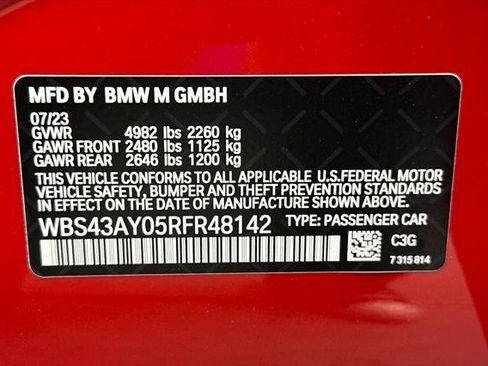 MFD BY BMW M GMBH
07/23
GVWR 4982 lbs 2260 kg
GAWR FRONT 2480 lbs 1125 kg
GAWR REAR 2646 lbs 1200 kg
THIS VEHICLE CONFORMS TO ALL APPLICABLE U.S.FEDERAL MOTOR
VEHICLE SAFETY, BUMPER AND THEFT PREVENTION STANDARDS
IN EFFECT ON THE DATE OF MANUFACTURE SHOWN ABOVE.
WBS43AY05RFR48142 TYPE: PASSENGER CAR
C3G
7 315 814